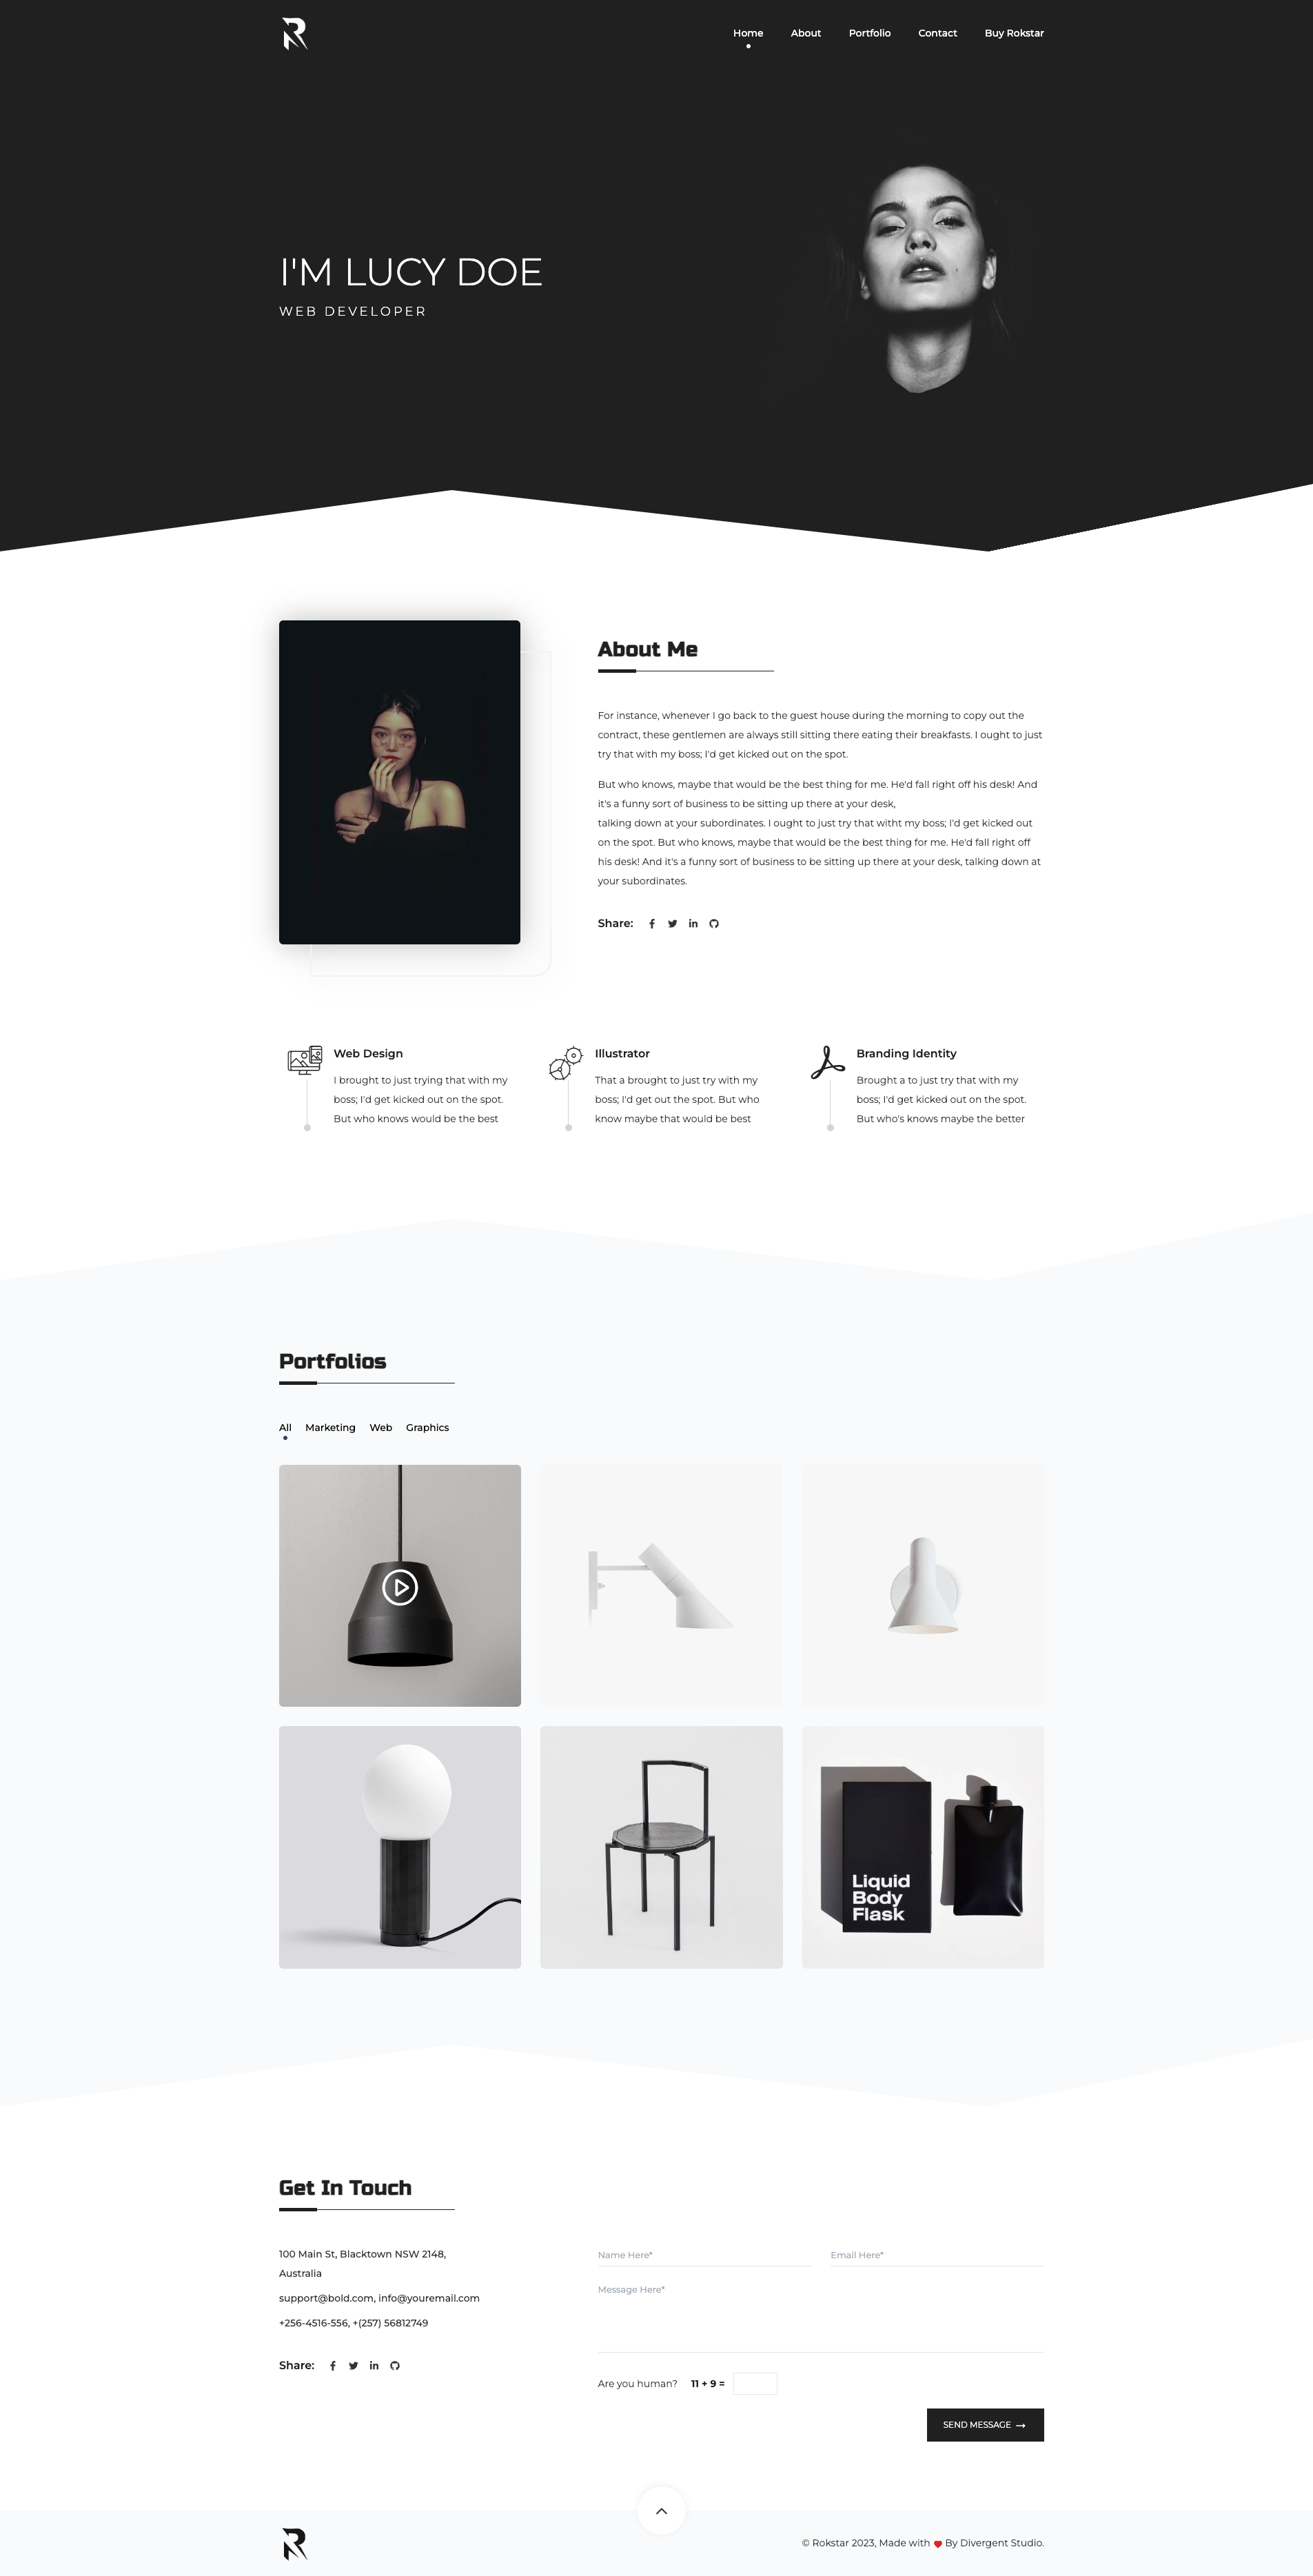 Home About Portfolio Contact Buy Rokstar
I'M LUCY DOE
WEB DEVELOPER
About Me
For instance, whenever I go back to the guest house during the morning to copy out the
contract, these gentlemen are always still sitting there eating their breakfasts. I ought to just
try that with my boss; I'd get kicked out on the spot.
But who knows, maybe that would be the best thing for me. He'd fall right off his desk! And
it's a funny sort of business to be sitting up there at your desk,
talking down at your subordinates. I ought to just try that witht my boss; I'd get kicked out
on the spot. But who knows, maybe that would be the best thing for me. He'd fall right off
his desk! And it's a funny sort of business to be sitting up there at your desk, talking down at
your subordinates.
Share:
Web Design
I brought to just trying that with my
boss; I'd get kicked out on the spot.
But who knows would be the best
Illustrator
That a brought to just try with my
boss; I'd get out the spot. But who
know maybe that would be best
Branding Identity
Brought a to just try that with my
boss; I'd get kicked out on the spot.
But who's knows maybe the better
Portfolios
All Marketing Web Graphics
Liquid
Body
Flask
Get In Touch
100 Main St, Blacktown NSW 2148,
Australia
support@bold.com, info@youremail.com
+256-4516-556, +(257) 56812749
Share:
Name Here* Email Here*
Message Here*
Are you human? 11 + 9 =
SEND MESSAGE
© Rokstar 2023, Made with By Divergent Studio.